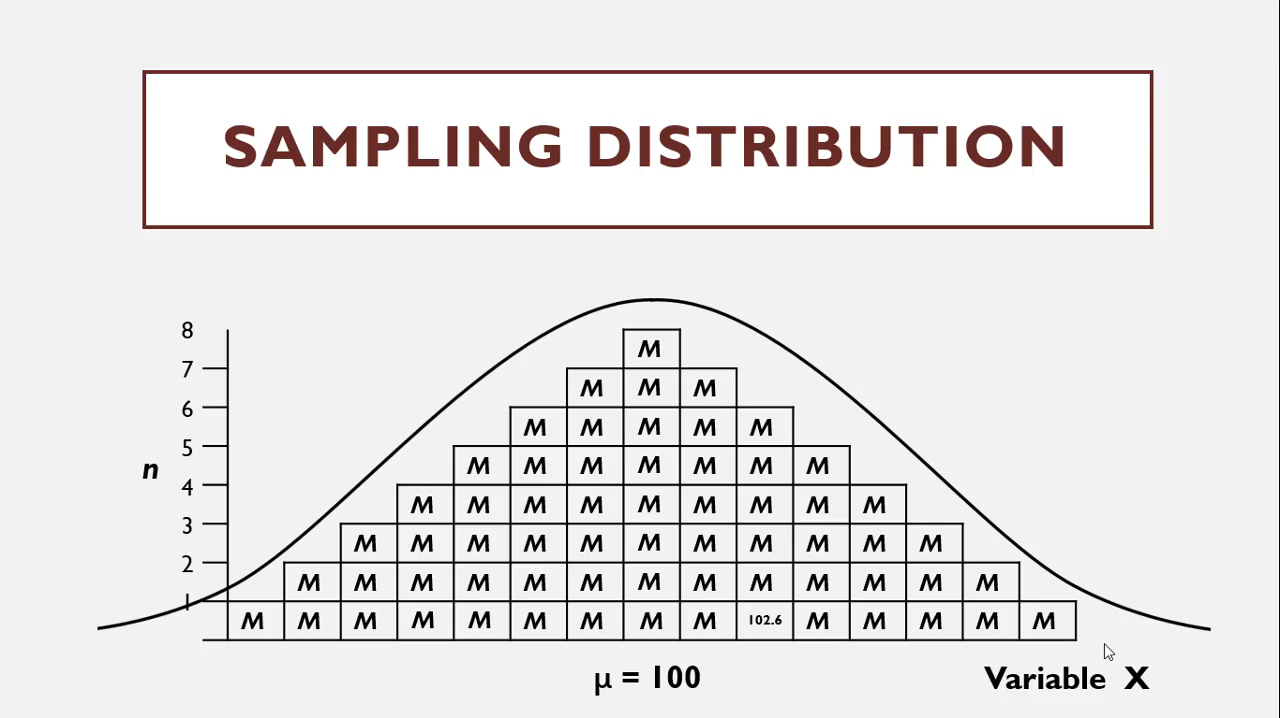 SAMPLING DISTRIBUTION
8
M
7
M M M
6
M M M M M
5
M M M M M M M
n
4
M M M M M M M M M
3
M M M M M M M M M M M
2
M M M M M M M M M M M M M
1
M M M M M M M M M 102.6 M M M M M
μ = 100
Variable X